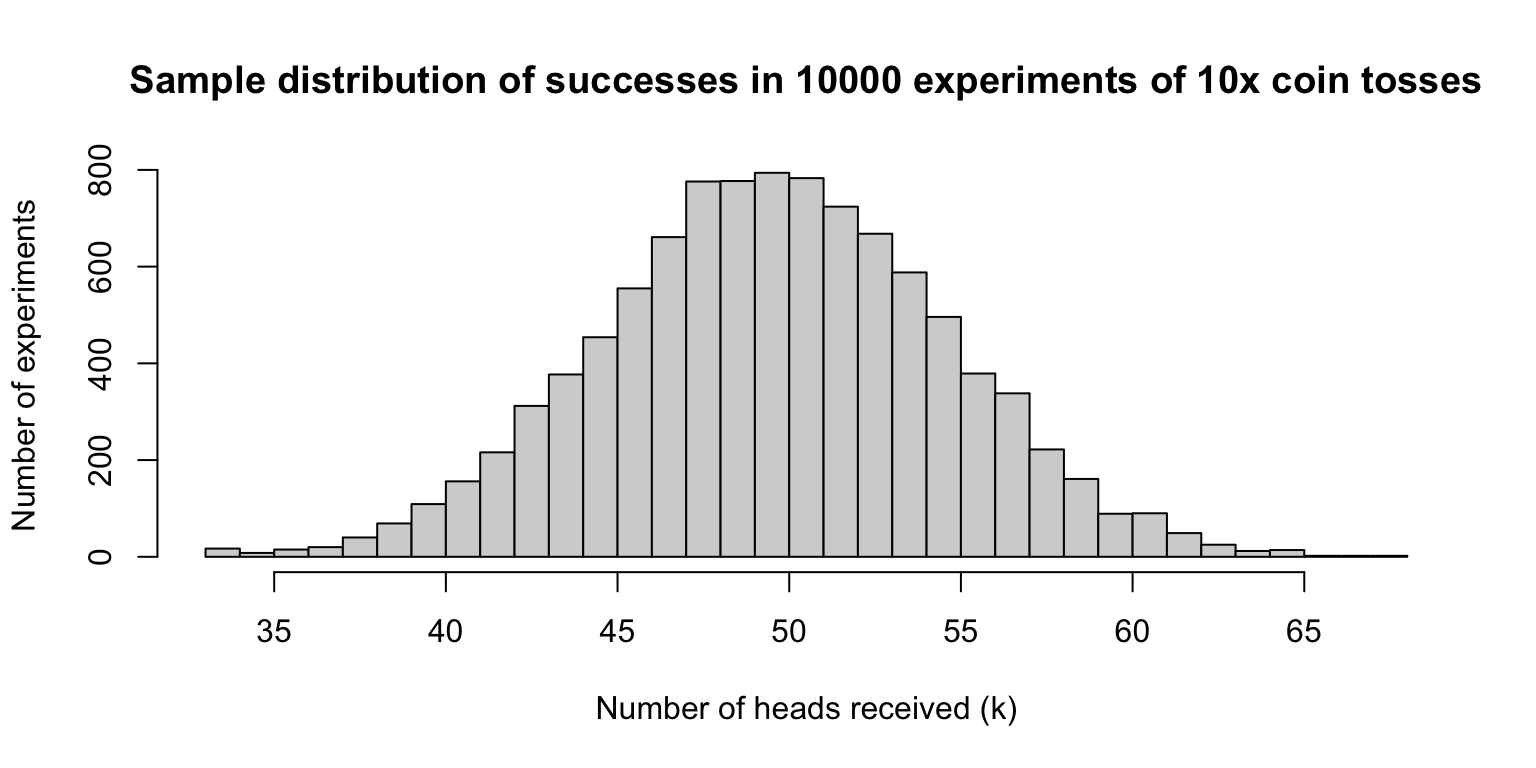 Sample distribution of successes in 10000 experiments of 10x coin tosses
Number of experiments
800
600
400
200
0
35 40 45 50 55 60 65
Number of heads received (k)